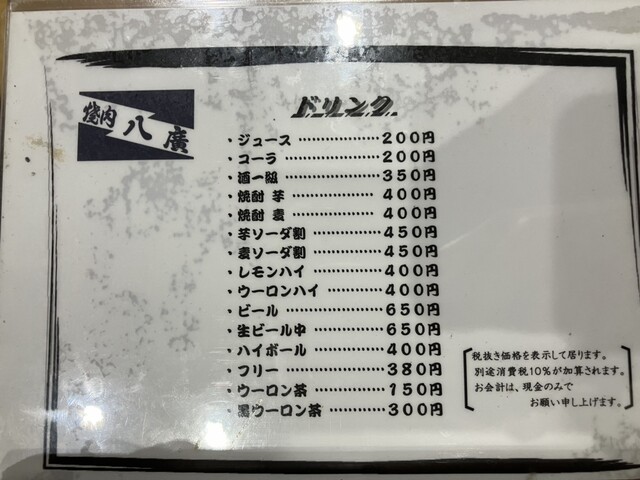 焼肉 八廣
ドリンク
・ジュース……………200円
・コーラ ………………200円
・酒一級 ………………350円
・焼酎 芋 …………… 400円
・焼酎 麦 …………… 400円
・芋ソーダ割 …………450円
・麦ソーダ割 …………450円
・レモンハイ …………400円
・ウーロンハイ ………400円
・ビール ………………650円
・生ビール中 …………650円
・ハイボール …………400円
・フリー ………………380円
・ウーロン茶 …………150円
・黒ウーロン茶 ………300円
税抜き価格を表示して居ります。
別途消費税10%が加算されます。
お会計は、現金のみで
お願い申し上げます。